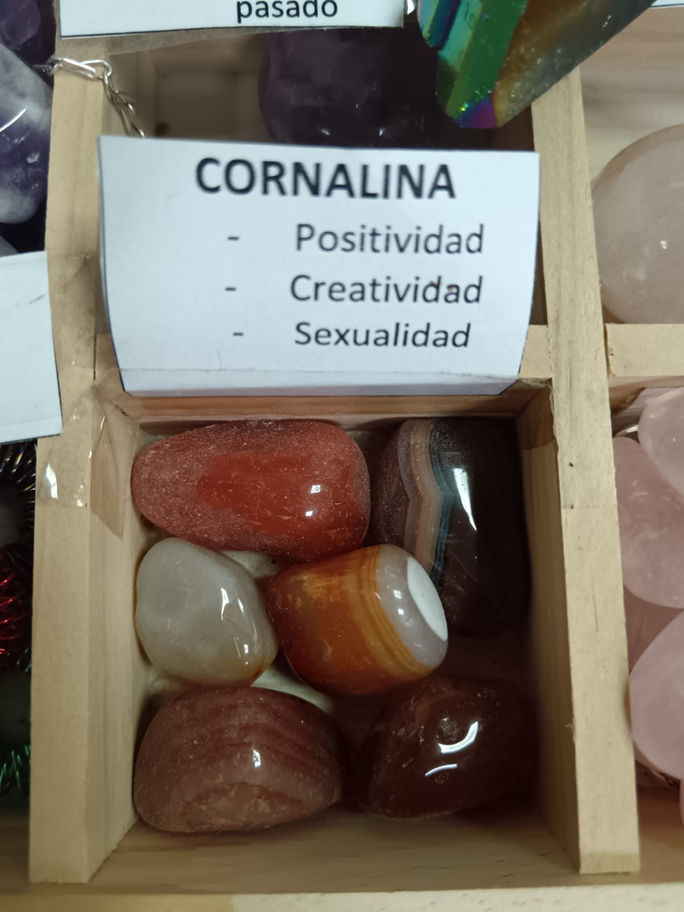 pasado
CORNALINA
- Positividad
- Creatividad
- Sexualidad